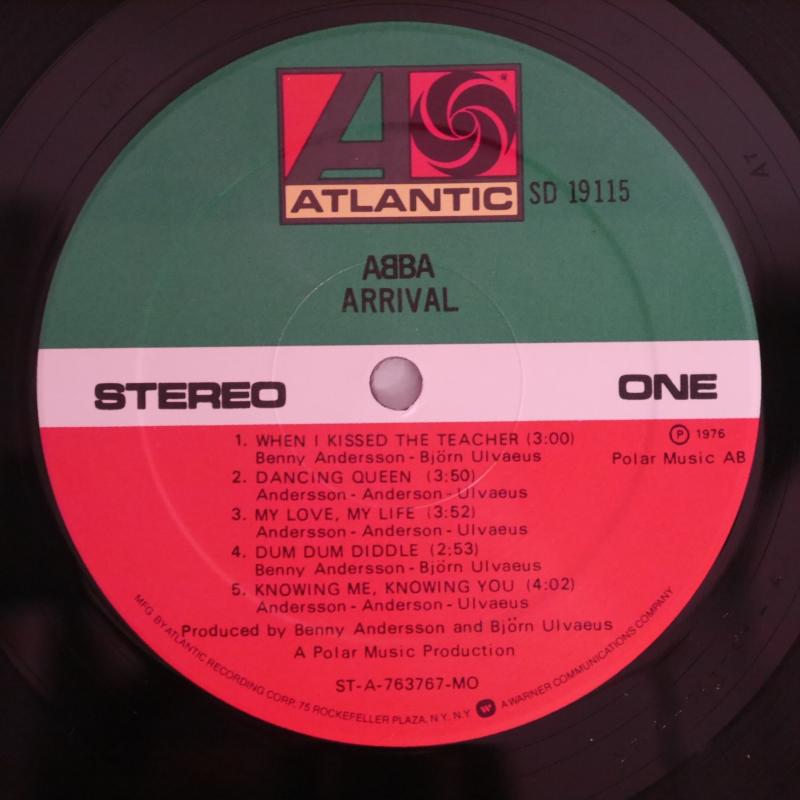 ATLANTIC
SD 19115
AᗺBA
ARRIVAL
STEREO
ONE
℗ 1976
Polar Music AB
1. WHEN I KISSED THE TEACHER (3:00)
Benny Andersson - Björn Ulvaeus
2. DANCING QUEEN (3:50)
Andersson - Anderson - Ulvaeus
3. MY LOVE, MY LIFE (3:52)
Andersson - Anderson - Ulvaeus
4. DUM DUM DIDDLE (2:53)
Benny Andersson - Björn Ulvaeus
5. KNOWING ME, KNOWING YOU (4:02)
Andersson - Anderson - Ulvaeus
Produced by Benny Andersson and Björn Ulvaeus
A Polar Music Production
ST-A-763767-MO
MFG. BY ATLANTIC RECORDING CORP. 75 ROCKEFELLER PLAZA, N.Y. N.Y. A WARNER COMMUNICATIONS COMPANY